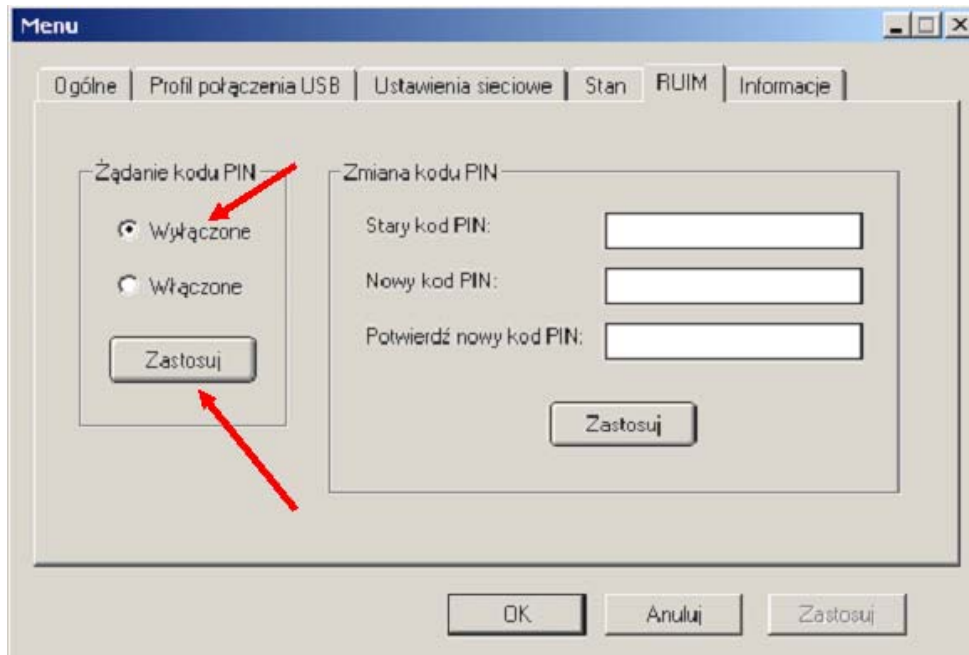 Menu
Ogólne Profil połączenia USB Ustawienia sieciowe Stan RUIM Informacje
Żądanie kodu PIN
Wyłączone
Włączone
Zastosuj
Zmiana kodu PIN
Stary kod PIN:
Nowy kod PIN:
Potwierdź nowy kod PIN:
Zastosuj
OK Anuluj Zastosuj